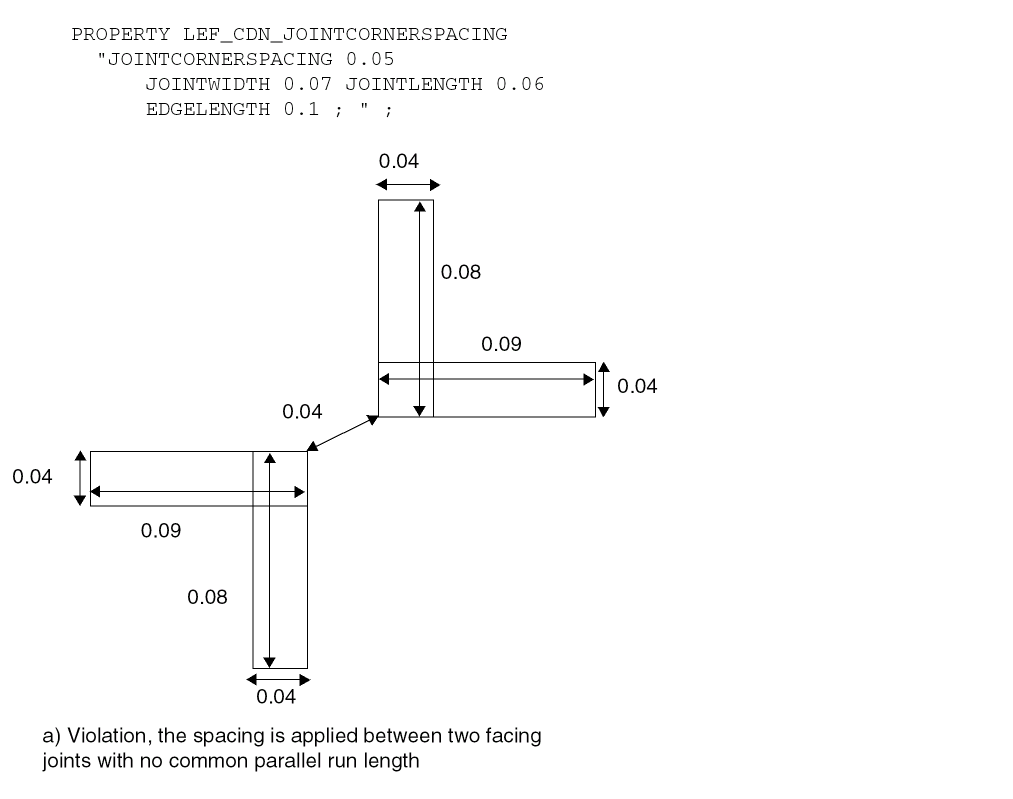 PROPERTY LEF_CDN_JOINTCORNERSPACING
"JOINTCORNERSPACING 0.05
JOINTWIDTH 0.07 JOINTLENGTH 0.06
EDGELENGTH 0.1 ; " ;
0.04
0.08
0.09
0.04
0.04
0.04
0.09
0.08
0.04
a) Violation, the spacing is applied between two facing
joints with no common parallel run length